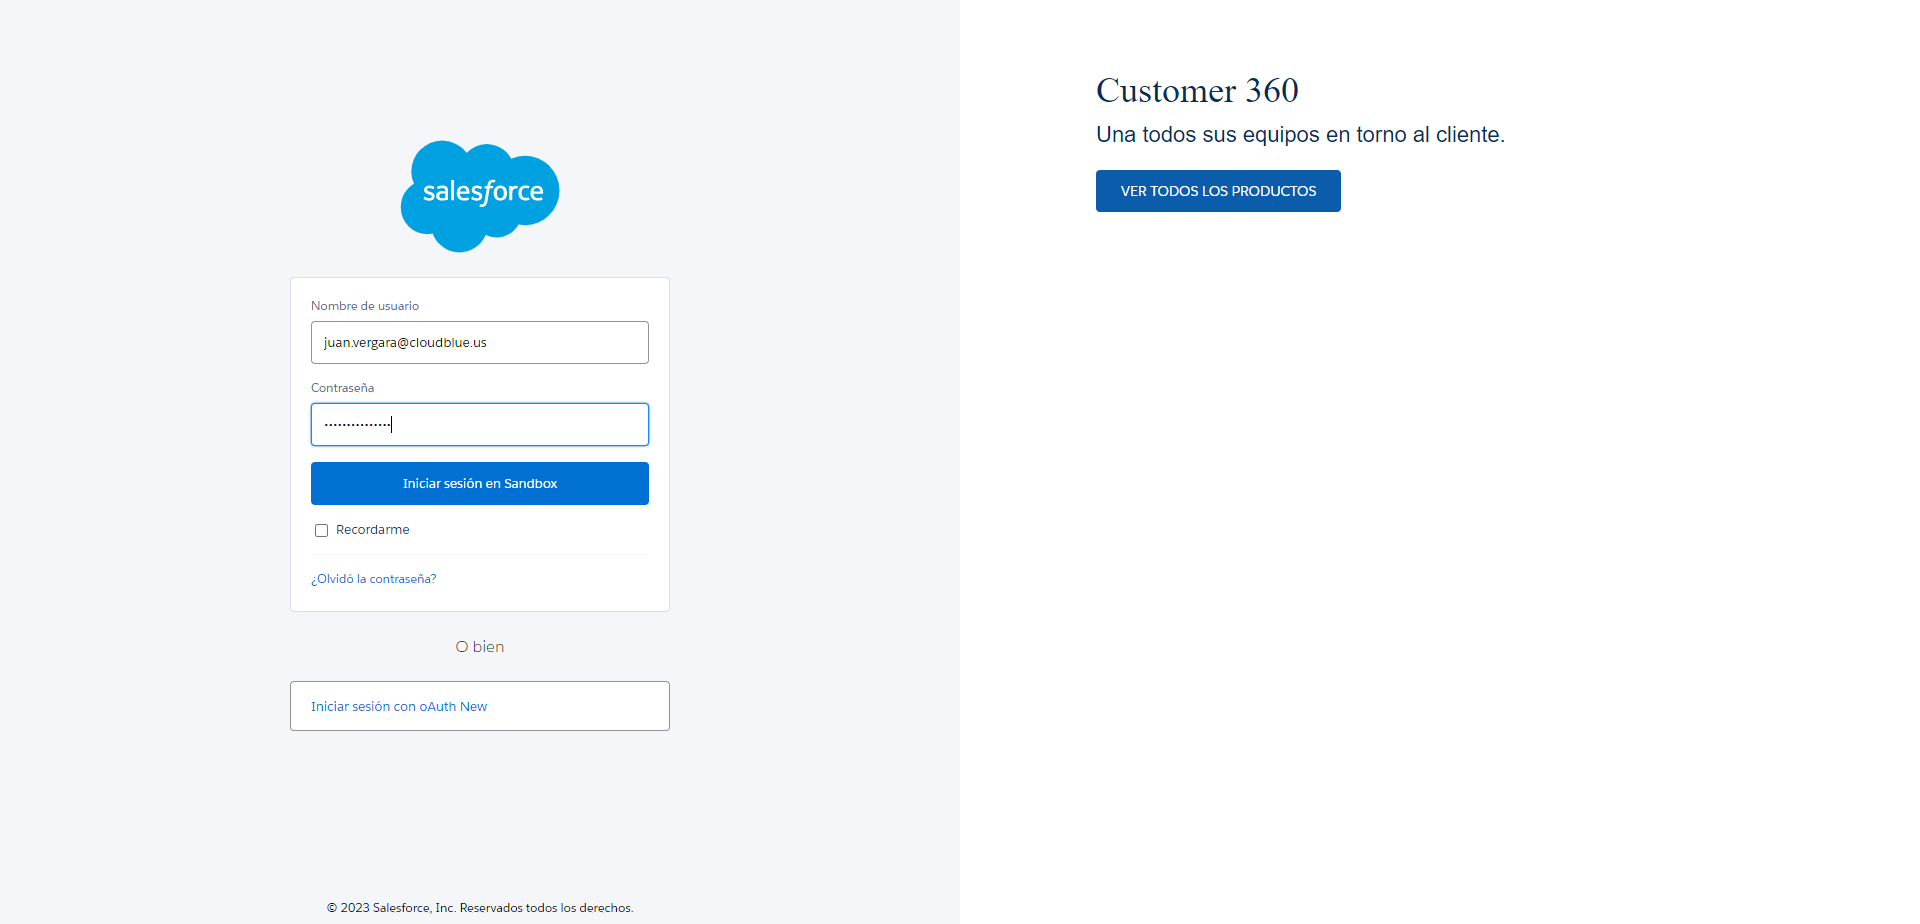 salesforce
Nombre de usuario
juan.vergara@cloudblue.us
Contraseña
•••••••••••••••
Iniciar sesión en Sandbox
Recordarme
¿Olvidó la contraseña?
O bien
Iniciar sesión con oAuth New
© 2023 Salesforce, Inc. Reservados todos los derechos.
Customer 360
Una todos sus equipos en torno al cliente.
VER TODOS LOS PRODUCTOS